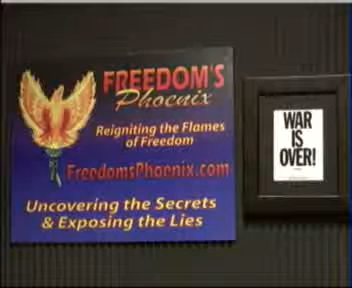 FREEDOM'S
Phoenix
Reigniting the Flames
of Freedom
FreedomsPhoenix.com
Uncovering the Secrets
& Exposing the Lies
WAR
IS
OVER!